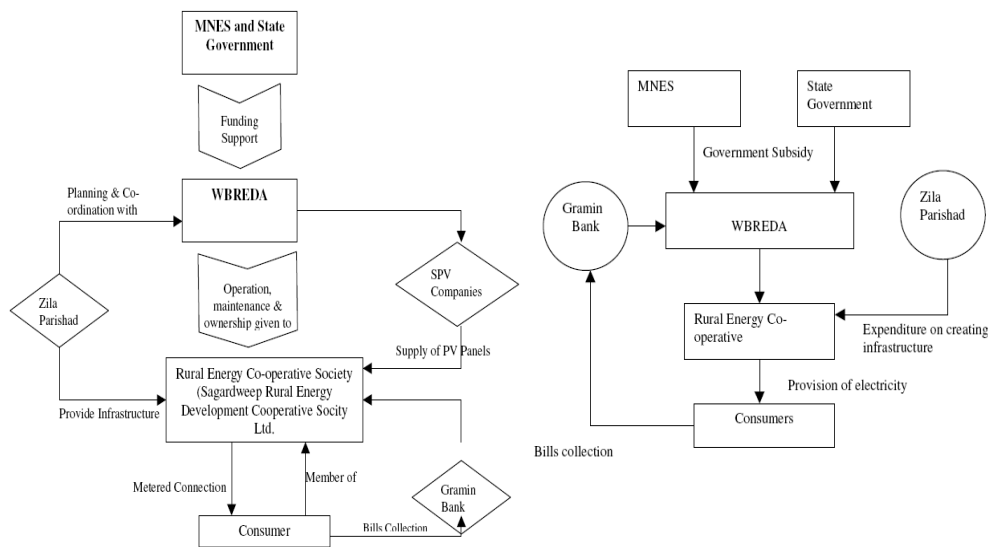 MNES and State
Government
Funding
Support
Planning & Co-
ordination with
WBREDA
Zila
Parishad
Operation,
maintenance &
ownership given to
SPV
Companies
Supply of PV Panels
Rural Energy Co-operative Society
(Sagardweep Rural Energy
Development Cooperative Socity
Ltd.
Provide Infrastructure
Metered Connection
Member of
Gramin
Bank
Consumer
Bills Collection
MNES
State
Government
Government Subsidy
Gramin
Bank
WBREDA
Zila
Parishad
Rural Energy Co-
operative
Expenditure on creating
infrastructure
Provision of electricity
Consumers
Bills collection